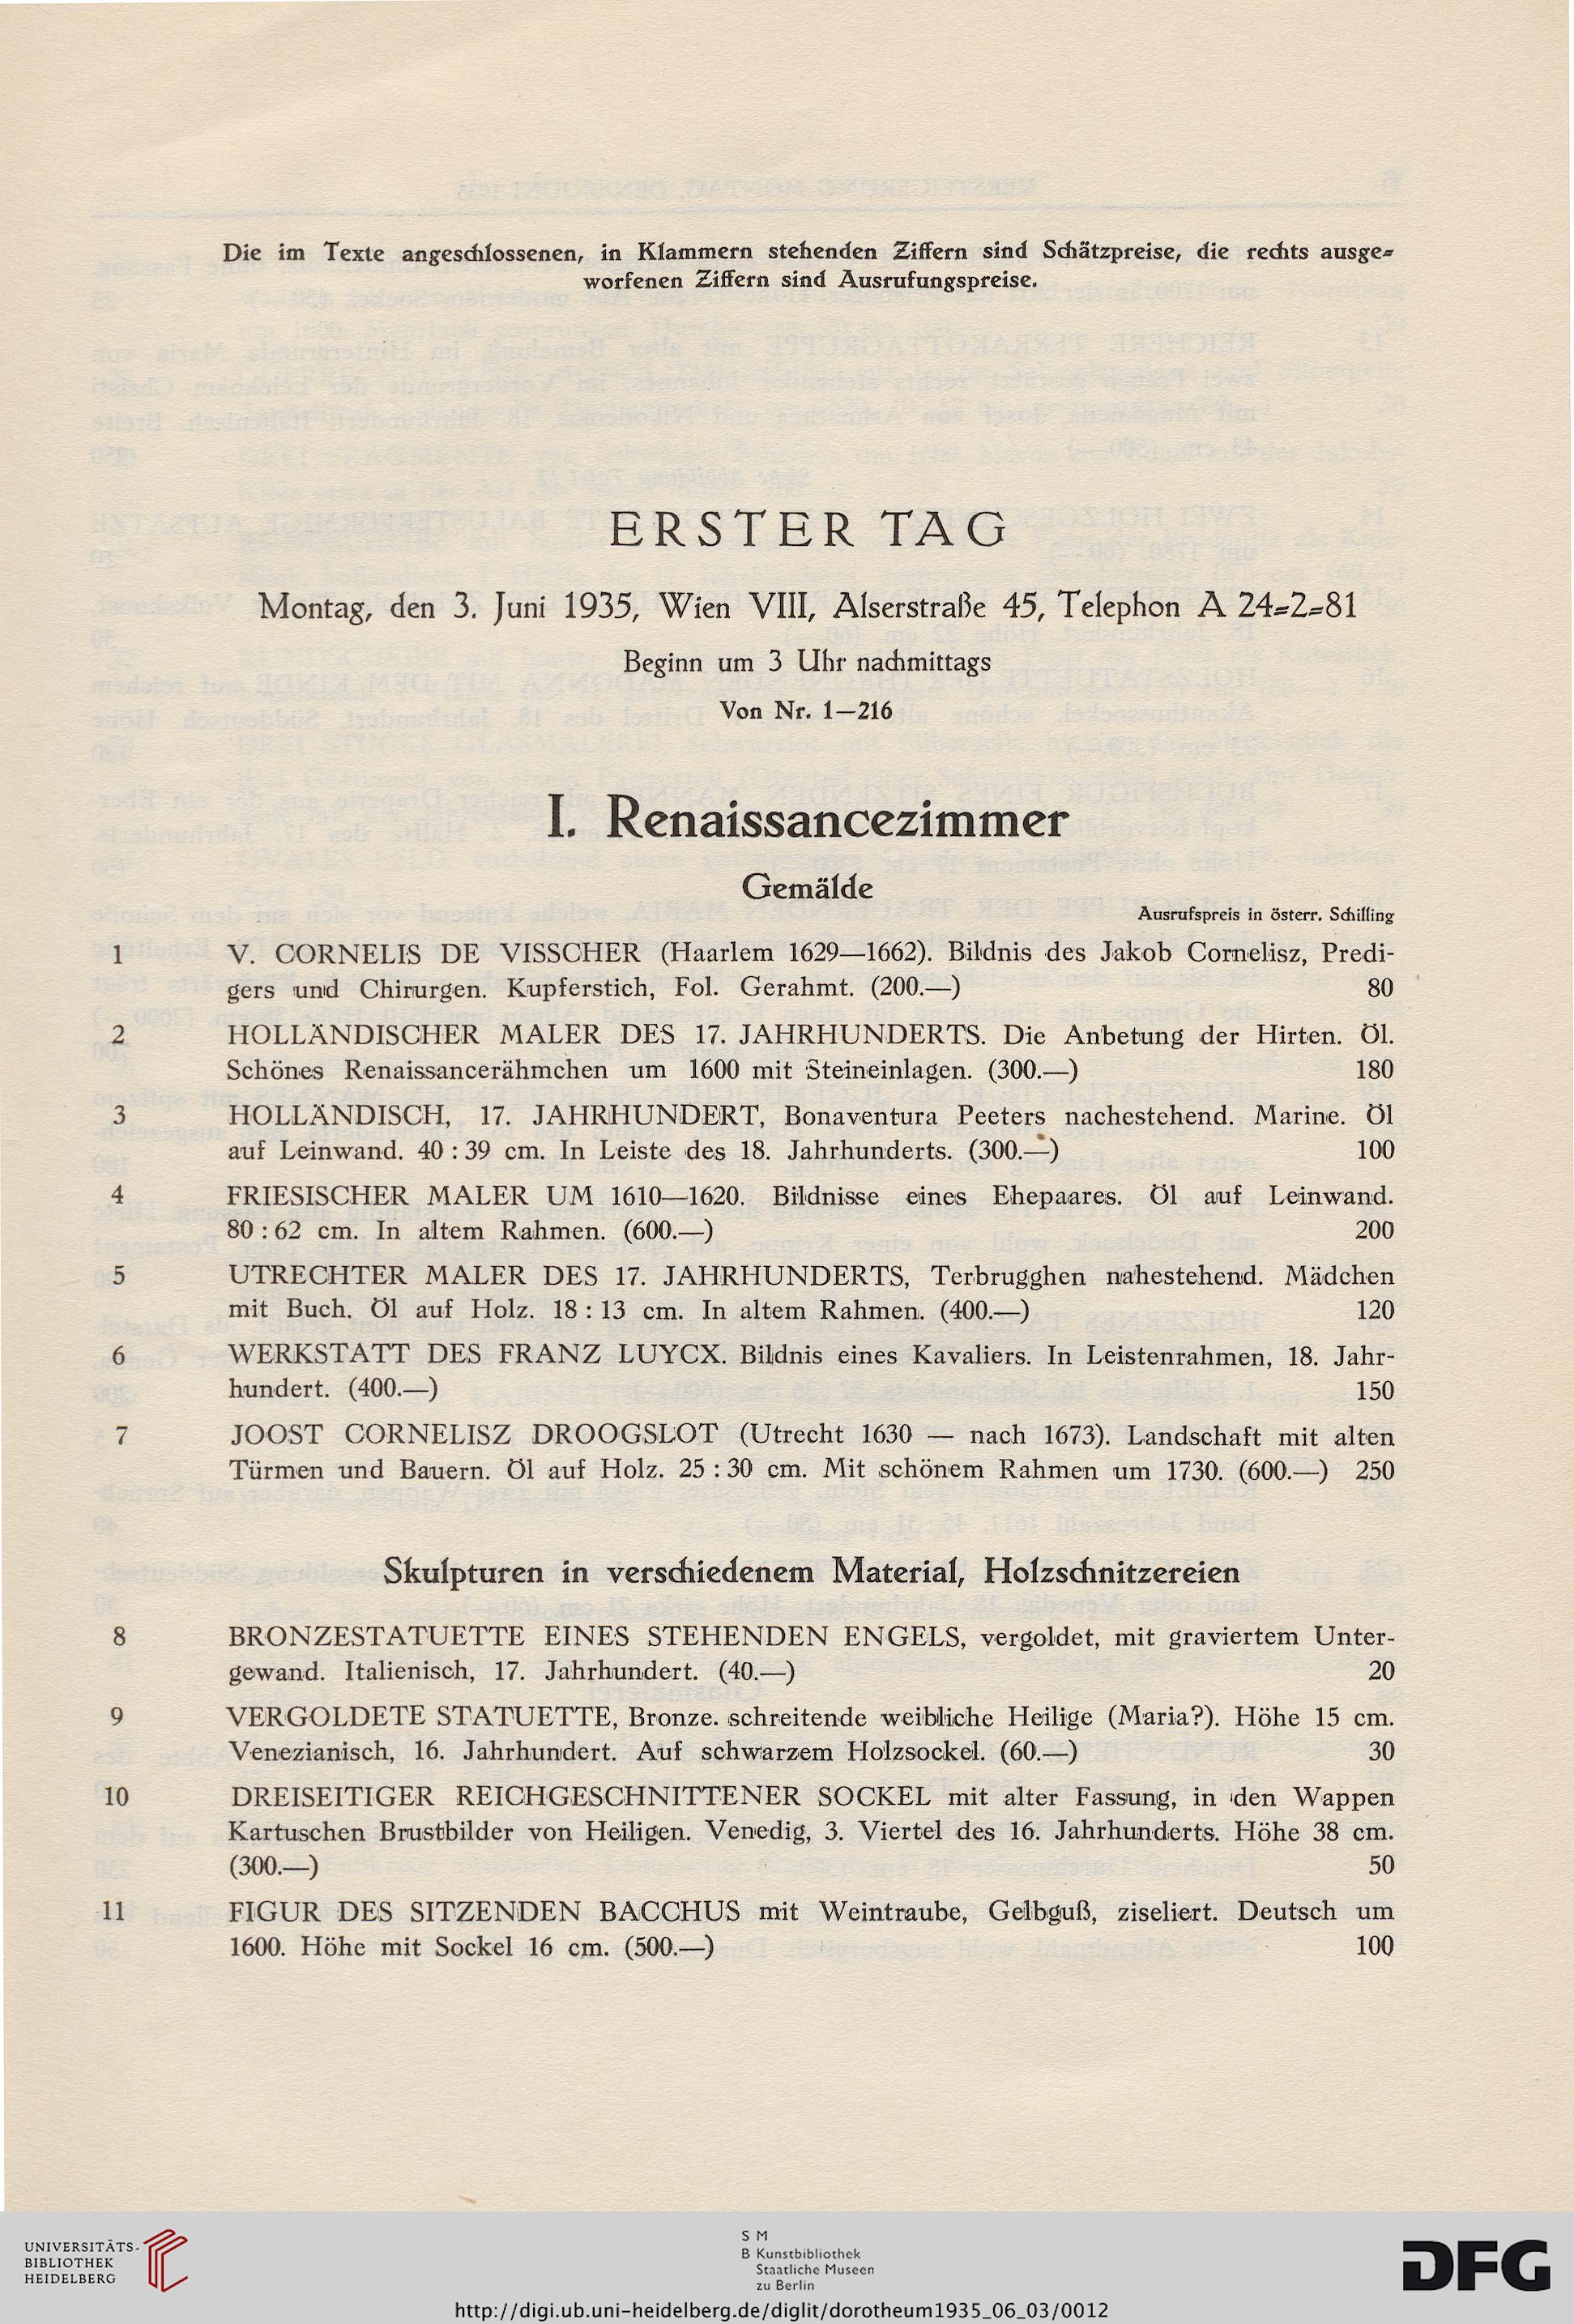 Die im Texte angeschlossenen, in Klammern stehenden Ziffern sind Schätzpreise, die rechts ausge-
worfenen Ziffern sind Ausrufungspreise.
ERSTER TAG
Montag, den 3. Juni 1935, Wien VIII, Alserstraße 45, Telephon A 24-2-81
Beginn um 3 Uhr nachmittags
Von Nr. 1—216
I. Renaissancezimmer
Gemälde
Ausrufspreis in österr. Schilling
1 V. CORNELIS DE VISSCHER (Haarlem 1629—1662). Bildnis des Jakob Cornelisz, Predi-
gers und Chirurgen. Kupferstich, Fol. Gerahmt. (200.—) 80
2 HOLLÄNDISCHER MALER DES 17. JAHRHUNDERTS. Die Anbetung der Hirten. Öl.
Schönes Renaissancerähmchen um 1600 mit Steineinlagen. (300.—) 180
3 HOLLÄNDISCH, 17. JAHRHUNDERT, Bonaventura Peeters nachestehend. Marine. Öl
auf Leinwand. 40 : 39 cm. In Leiste des 18. Jahrhunderts. (300.—) 100
4 FRIESISCHER MALER UM 1610—1620. Bildnisse eines Ehepaares. Öl auf Leinwand.
80 : 62 cm. In altem Rahmen. (600.—) 200
5 UTRECHTER MALER DES 17. JAHRHUNDERTS, Terbrugghen nahestehend. Mädchen
mit Buch. Öl auf Holz. 18 : 13 cm. In altem Rahmen. (400.—) 120
6 WERKSTATT DES FRANZ LUYCX. Bildnis eines Kavaliers. In Leistenrahmen, 18. Jahr-
hundert. (400.—) 150
7 JOOST CORNELISZ DROOGSLOT (Utrecht 1630 — nach 1673). Landschaft mit alten
Türmen und Bauern. Öl auf Holz. 25 : 30 cm. Mit schönem Rahmen um 1730. (600.—) 250
Skulpturen in verschiedenem Material, Holzschnitzereien
8 BRONZESTATUETTE EINES STEHENDEN ENGELS, vergoldet, mit graviertem Unter-
gewand. Italienisch, 17. Jahrhundert. (40.—) 20
9 VERGOLDETE STATUETTE, Bronze. schreitende weibliche Heilige (Maria?). Höhe 15 cm.
Venezianisch, 16. Jahrhundert. Auf schwarzem Holzsockel. (60.—) 30
10 DREISEITIGER REICHGESCHNITTENER SOCKEL mit alter Fassung, in den Wappen
Kartuschen Brustbilder von Heiligen. Venedig, 3. Viertel des 16. Jahrhunderts. Höhe 38 cm.
(300.—) 50
11 FIGUR DES SITZENDEN BACCHUS mit Weintraube, Gelbguß, ziseliert. Deutsch um
1600. Höhe mit Sockel 16 cm. (500.—) 100
UNIVERSITÄTS-
BIBLIOTHEK
HEIDELBERG
S M
B Kunstbibliothek
Staatliche Museen
zu Berlin
DFG
http://digi.ub.uni-heidelberg.de/diglit/dorotheum1935_06_03/0012